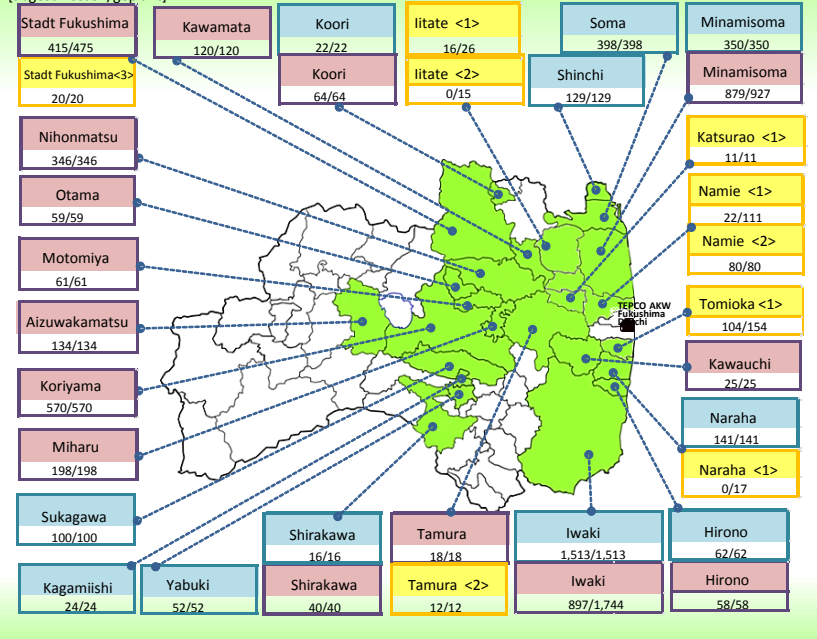 Stadt Fukushima
415/475
Stadt Fukushima<3>
20/20
Kawamata
120/120
Koori
22/22
Koori
64/64
Iitate <1>
16/26
Iitate <2>
0/15
Soma
398/398
Shinchi
129/129
Minamisoma
350/350
Minamisoma
879/927
Katsurao <1>
11/11
Namie <1>
22/111
Namie <2>
80/80
Tomioka <1>
104/154
Kawauchi
25/25
Naraha
141/141
Naraha <1>
0/17
Nihonmatsu
346/346
Otama
59/59
Motomiya
61/61
Aizuwakamatsu
134/134
Koriyama
570/570
Miharu
198/198
Sukagawa
100/100
Kagamiishi
24/24
Yabuki
52/52
Shirakawa
16/16
Shirakawa
40/40
Tamura
18/18
Tamura <2>
12/12
Iwaki
1,513/1,513
Iwaki
897/1,744
Hirono
62/62
Hirono
58/58
TEPCO AKW
Fukushima